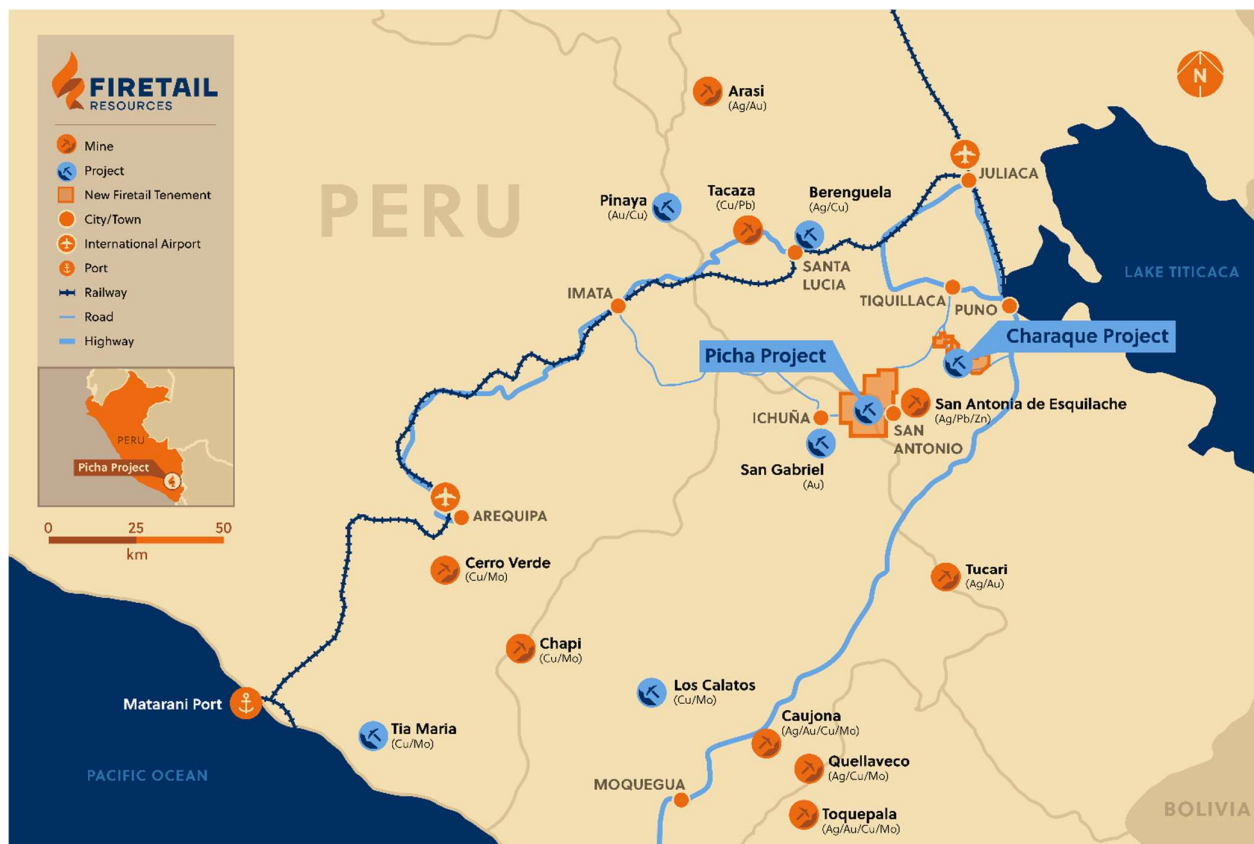 FIRETAIL
RESOURCES
Mine
Project
New Firetail Tenement
City/Town
International Airport
Port
Railway
Road
Highway
PERU
Picha Project
0 25 50
km
N
PERU
Arasi
(Ag/Au)
JULIACA
Pinaya
(Au/Cu)
Tacaza
(Cu/Pb)
Berenguela
(Ag/Cu)
SANTA
LUCIA
LAKE TITICACA
IMATA
TIQUILLACA
PUNO
Charaque Project
Picha Project
San Antonia de Esquilache
(Ag/Pb/Zn)
ICHUÑA
SAN
ANTONIO
San Gabriel
(Au)
AREQUIPA
Cerro Verde
(Cu/Mo)
Tucari
(Ag/Au)
Chapi
(Cu/Mo)
Los Calatos
(Cu/Mo)
Matarani Port
Tia Maria
(Cu/Mo)
Caujona
(Ag/Au/Cu/Mo)
Quellaveco
(Ag/Cu/Mo)
PACIFIC OCEAN
MOQUEGUA
Toquepala
(Ag/Au/Cu/Mo)
BOLIVIA